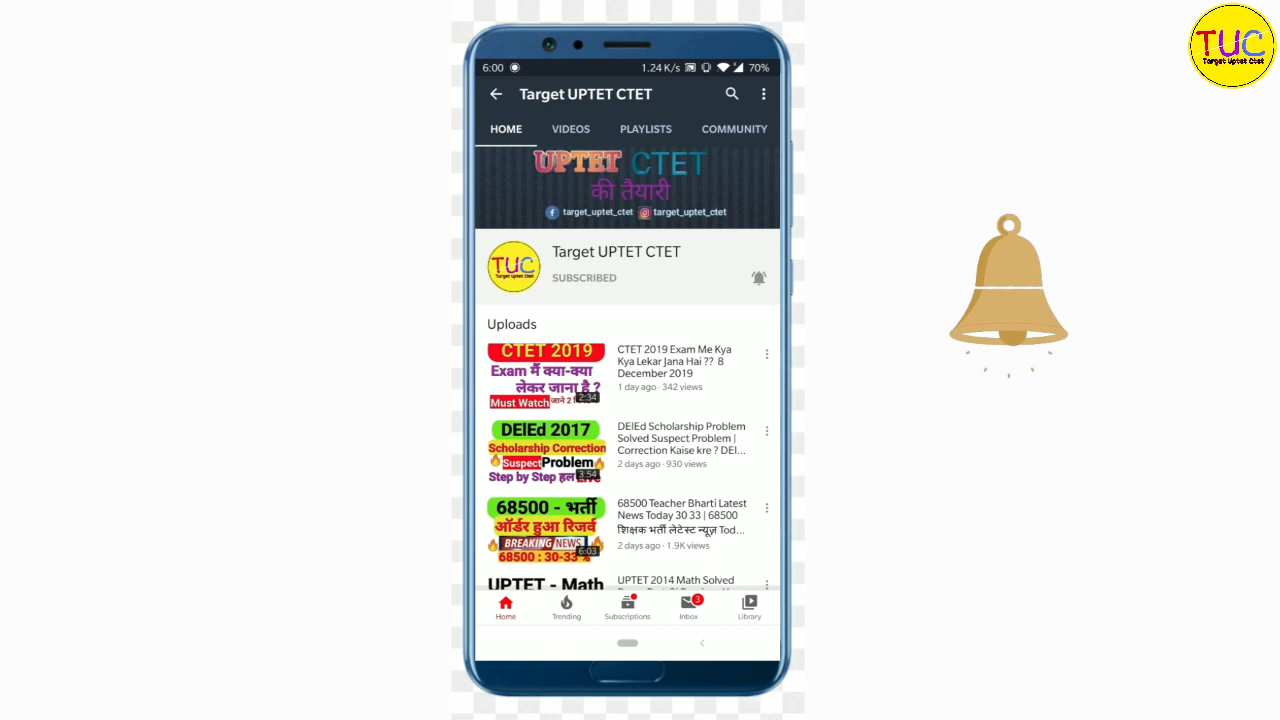 TUC
Target Uptet Ctet
6:00
1.24 K/s
70%
Target UPTET CTET
HOME
VIDEOS
PLAYLISTS
COMMUNITY
UPTET CTET
की तैयारी
target_uptet_ctet
target_uptet_ctet
TUC
Target Uptet Ctet
Target UPTET CTET
SUBSCRIBED
Uploads
CTET 2019
Exam मैं क्या-क्या
लेकर जाना है ?
Must Watch जाने 2
2:34
CTET 2019 Exam Me Kya
Kya Lekar Jana Hai ?? 8
December 2019
1 day ago · 342 views
DElEd 2017
Scholarship Correction
Suspect Problem
Step by Step हल Live
3:54
DElEd Scholarship Problem
Solved Suspect Problem |
Correction Kaise kre ? DEl...
2 days ago · 930 views
68500 - भर्ती
ऑर्डर हुआ रिजर्व
BREAKING NEWS
68500 : 30-33 %
6:03
68500 Teacher Bharti Latest
News Today 30 33 | 68500
शिक्षक भर्ती लेटेस्ट न्यूज़ Tod...
2 days ago · 1.9K views
UPTET - Math
UPTET 2014 Math Solved
Home
Trending
Subscriptions
3
Inbox
Library